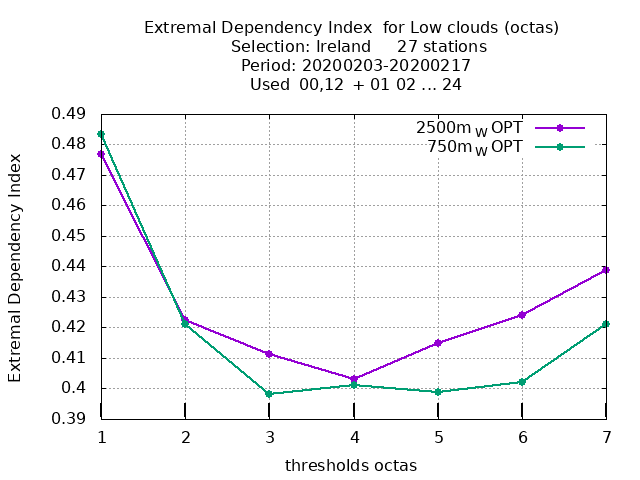 Extremal Dependency Index  for Low clouds (octas)
Selection: Ireland     27 stations
Period: 20200203-20200217
Used  00,12  + 01 02 ... 24
2500m W OPT
750m W OPT
Extremal Dependency Index
0.49
0.48
0.47
0.46
0.45
0.44
0.43
0.42
0.41
0.4
0.39
1 2 3 4 5 6 7
thresholds octas